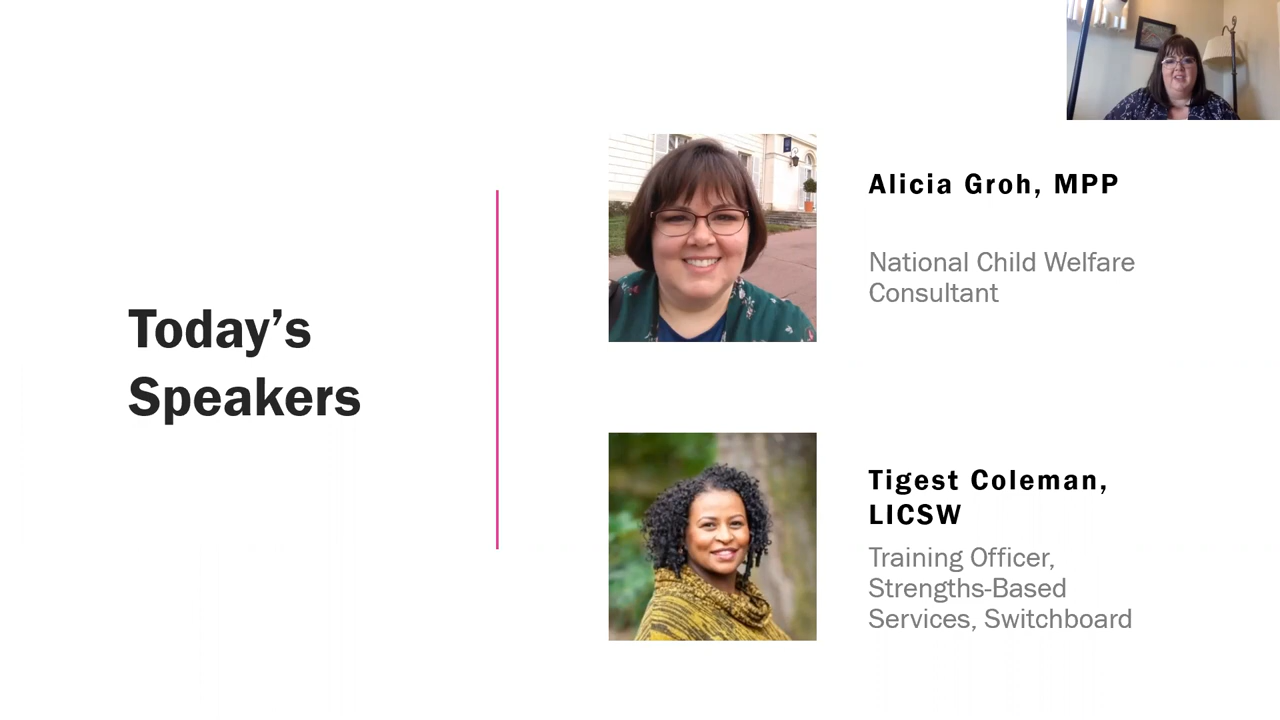 Today’s
Speakers
Alicia Groh, MPP
National Child Welfare
Consultant
Tigest Coleman,
LICSW
Training Officer,
Strengths-Based
Services, Switchboard